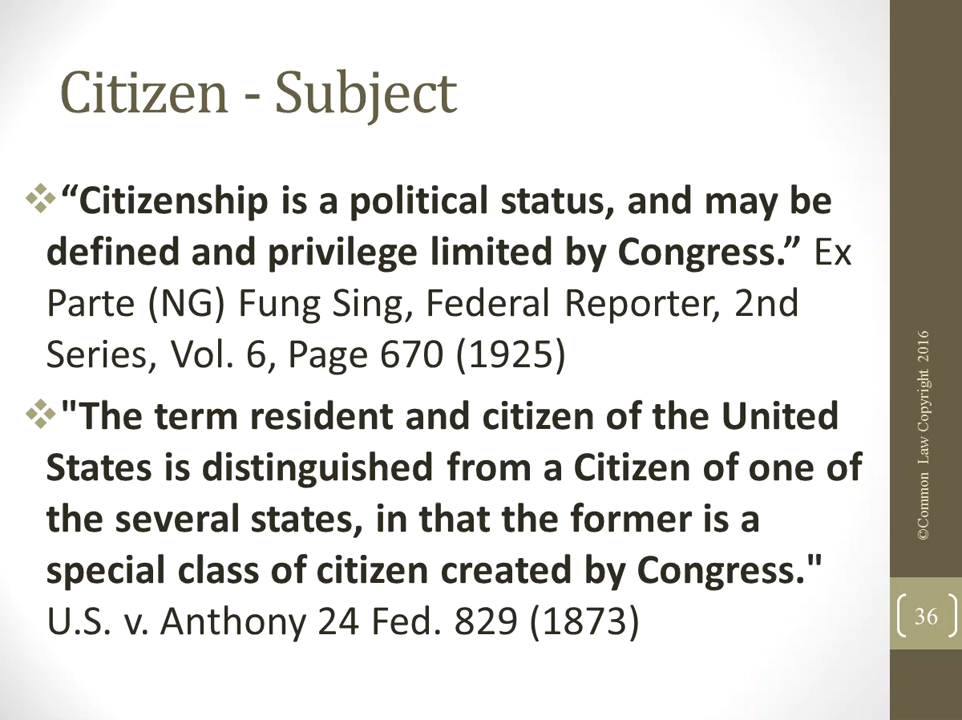 Citizen - Subject
“Citizenship is a political status, and may be
defined and privilege limited by Congress.” Ex
Parte (NG) Fung Sing, Federal Reporter, 2nd
Series, Vol. 6, Page 670 (1925)
"The term resident and citizen of the United
States is distinguished from a Citizen of one of
the several states, in that the former is a
special class of citizen created by Congress."
U.S. v. Anthony 24 Fed. 829 (1873)
©Common Law Copyright 2016
36